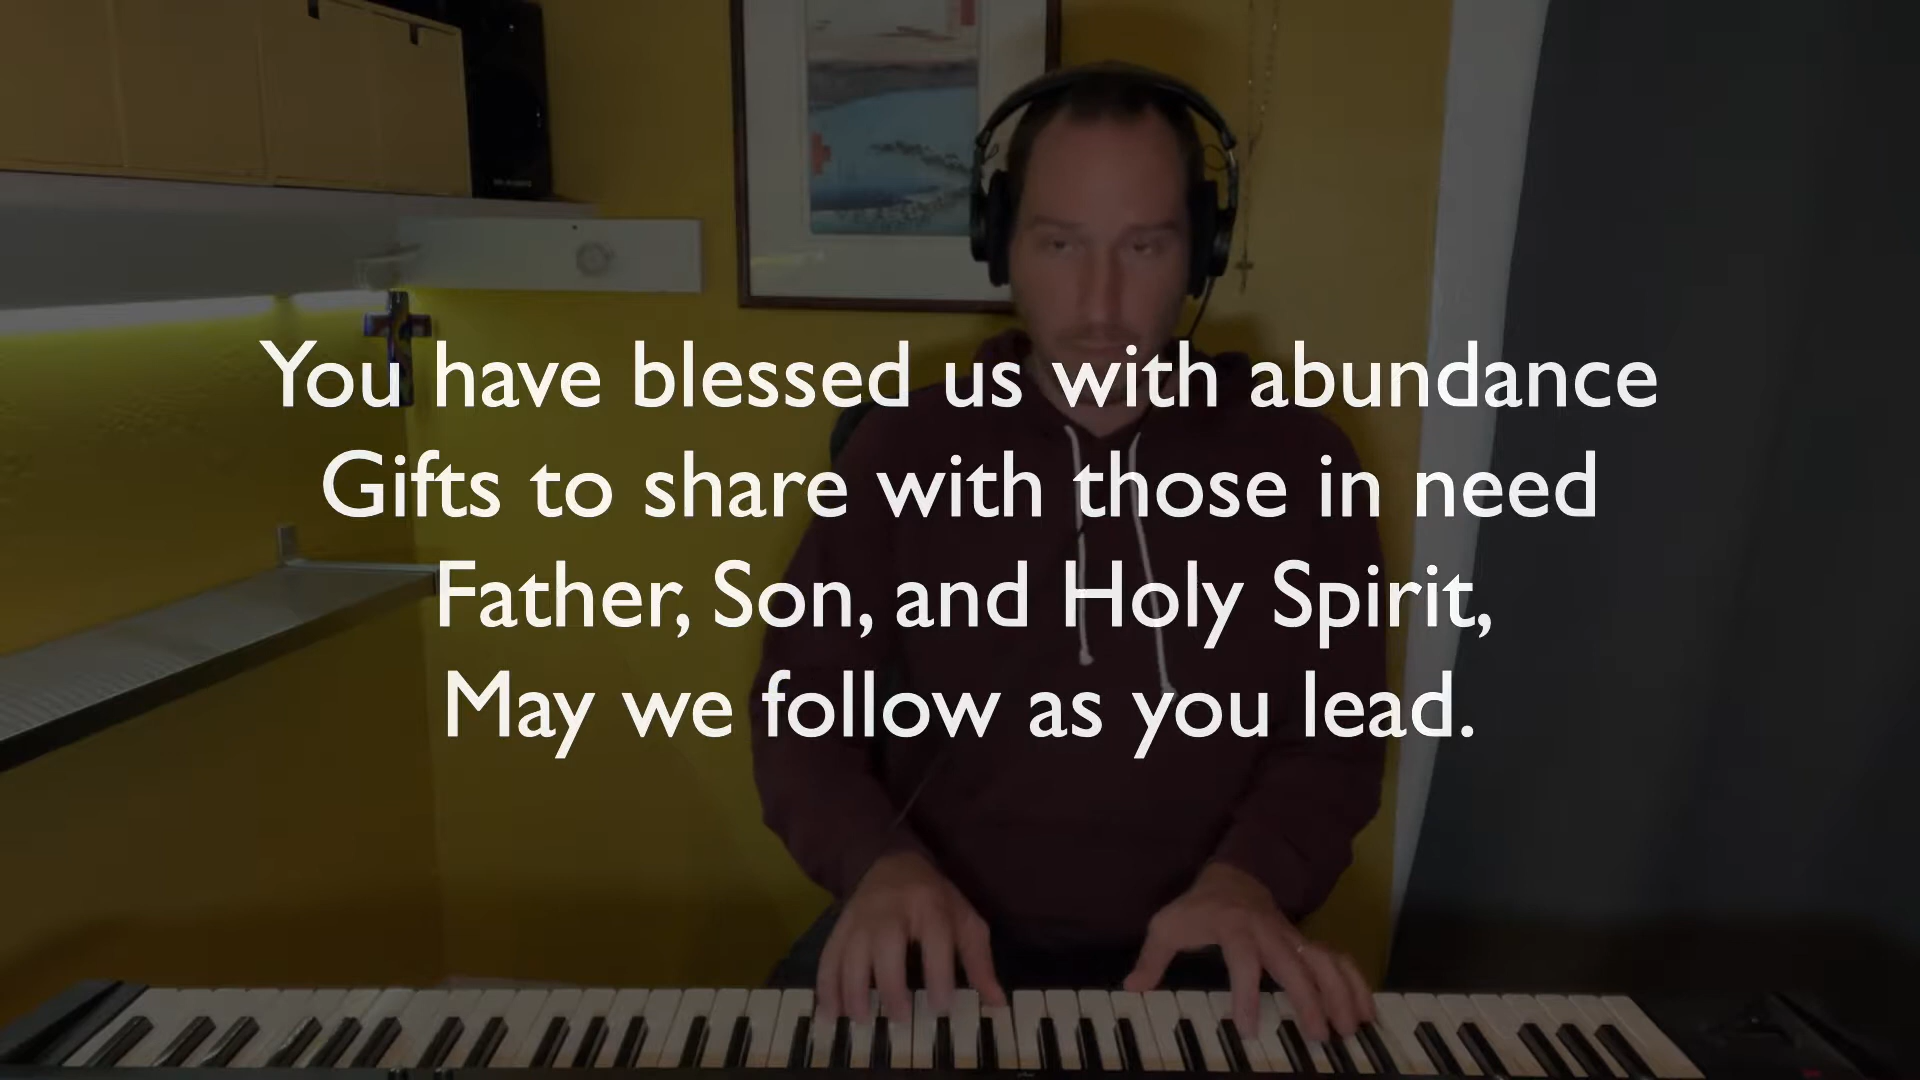 You have blessed us with abundance
Gifts to share with those in need
Father, Son, and Holy Spirit,
May we follow as you lead.